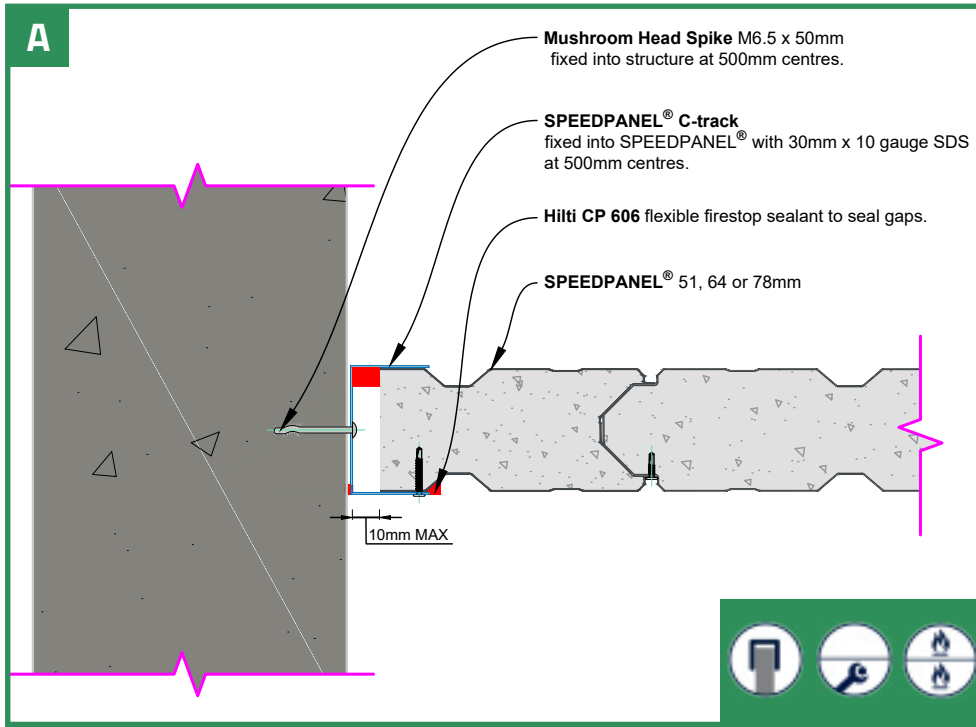 A
Mushroom Head Spike M6.5 x 50mm
fixed into structure at 500mm centres.
SPEEDPANEL® C-track
fixed into SPEEDPANEL® with 30mm x 10 gauge SDS
at 500mm centres.
Hilti CP 606 flexible firestop sealant to seal gaps.
SPEEDPANEL® 51, 64 or 78mm
10mm MAX